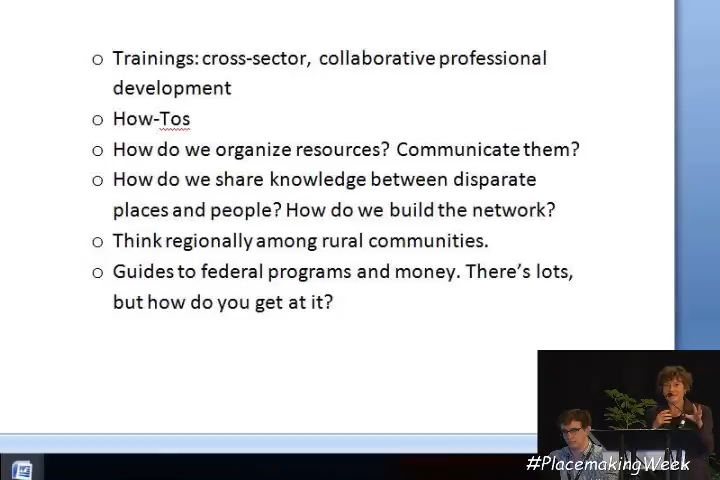 o Trainings: cross-sector, collaborative professional
development
o How-Tos
o How do we organize resources? Communicate them?
o How do we share knowledge between disparate
places and people? How do we build the network?
o Think regionally among rural communities.
o Guides to federal programs and money. There's lots,
but how do you get at it?
#PlacemakingWeek